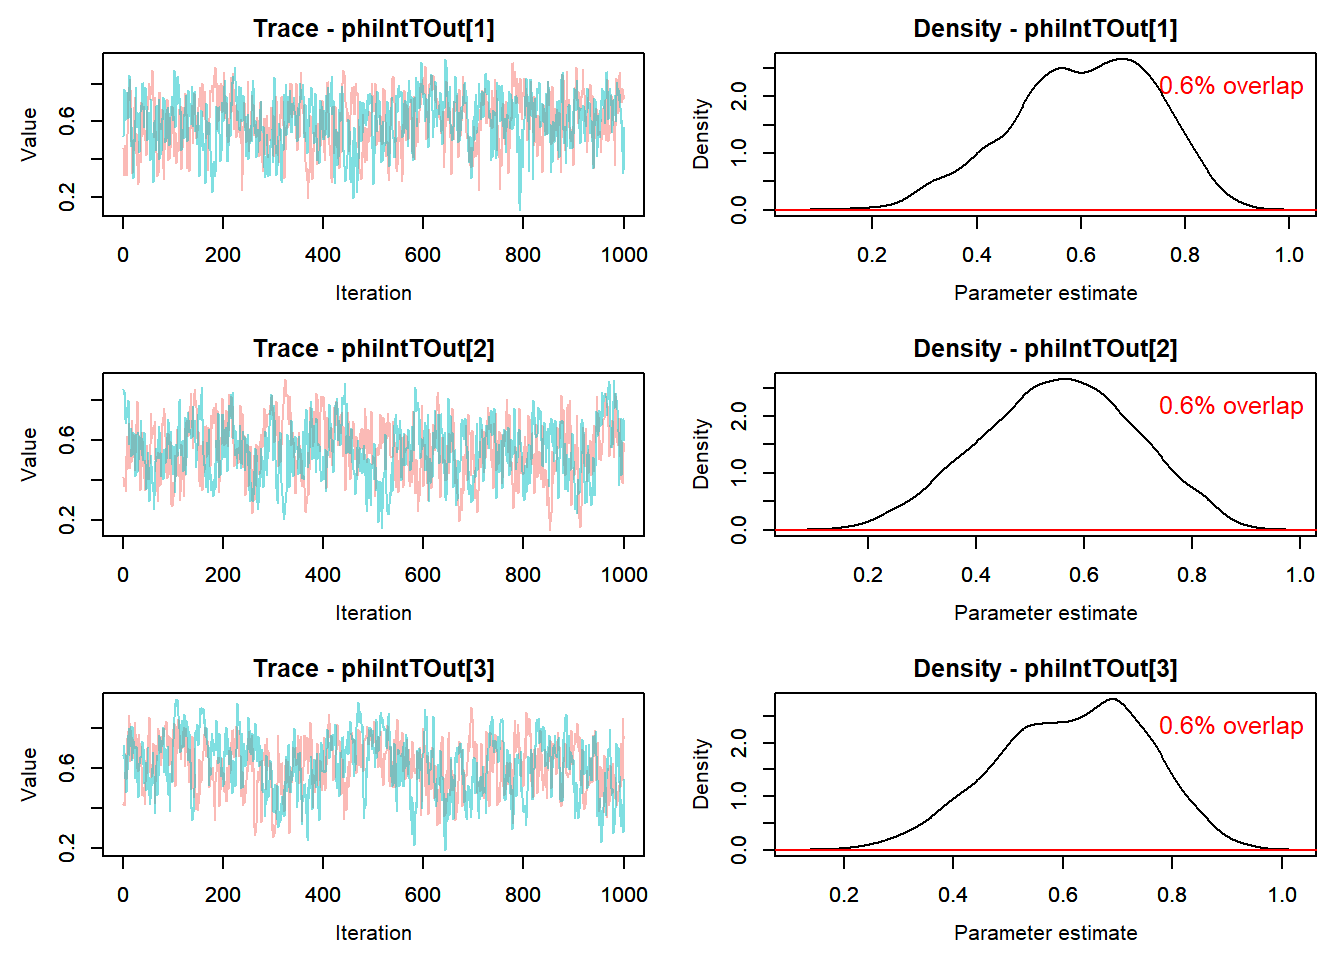 Trace - phiIntTOut[1]
Value
0.2
0.6
0
200
400
600
800
1000
Iteration
Density - phiIntTOut[1]
0.6% overlap
Density
0.0
1.0
2.0
0.2
0.4
0.6
0.8
1.0
Parameter estimate
Trace - phiIntTOut[2]
Value
0.2
0.6
0
200
400
600
800
1000
Iteration
Density - phiIntTOut[2]
0.6% overlap
Density
0.0
1.0
2.0
0.2
0.4
0.6
0.8
1.0
Parameter estimate
Trace - phiIntTOut[3]
Value
0.2
0.6
0
200
400
600
800
1000
Iteration
Density - phiIntTOut[3]
0.6% overlap
Density
0.0
1.0
2.0
0.2
0.4
0.6
0.8
1.0
Parameter estimate